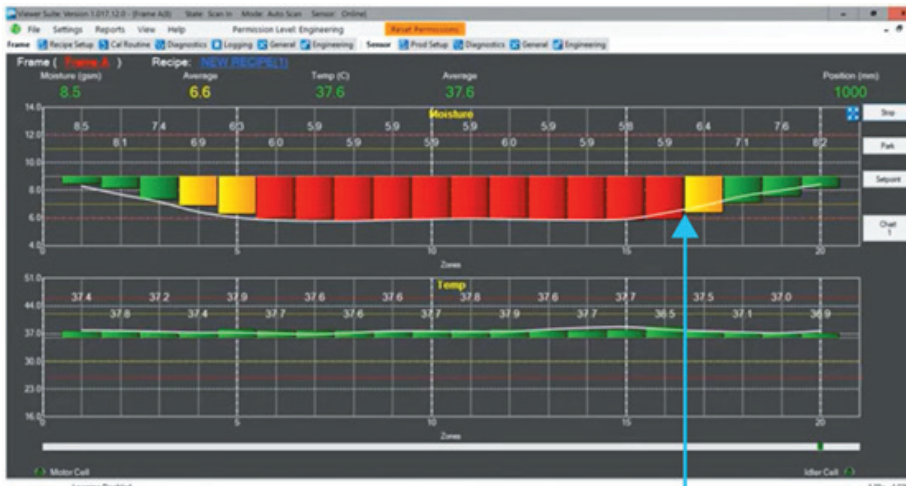 Viewer Suite: Version 1.017.12.0 - [Frame A(I)] State: Scan In Mode: Auto Scan Sensor: Online]
File Settings Reports View Help Permission Level: Engineering Reset Permissions
Frame Recipe Setup Cal Routine Diagnostics Logging General Engineering Sensor Prod Setup Diagnostics General Engineering
Frame ( Frame A ) Recipe: NEW RECIPE(1)
Moisture (gsm) Average Temp (C) Average Position (mm)
8.5 6.6 37.6 37.6 1000
Moisture
Stop
Park
Setpoint
Chart
1
14.0
12.0
10.0
8.0
6.0
4.0
8.5 7.4 6.3 5.9 5.9 5.9 5.9 5.8 6.4 7.6
8.1 6.9 6.0 5.9 5.9 6.0 5.9 5.9 7.1 8.2
0 5 10 15 20
Zones
Temp
51.0
44.0
37.0
30.0
23.0
16.0
37.4 37.2 37.9 37.6 37.6 37.8 37.6 37.7 37.5 37.0
37.8 37.4 37.7 37.6 37.7 37.9 37.7 36.5 37.1 36.9
0 5 10 15 20
Zones
Motor Cell Idler Cell